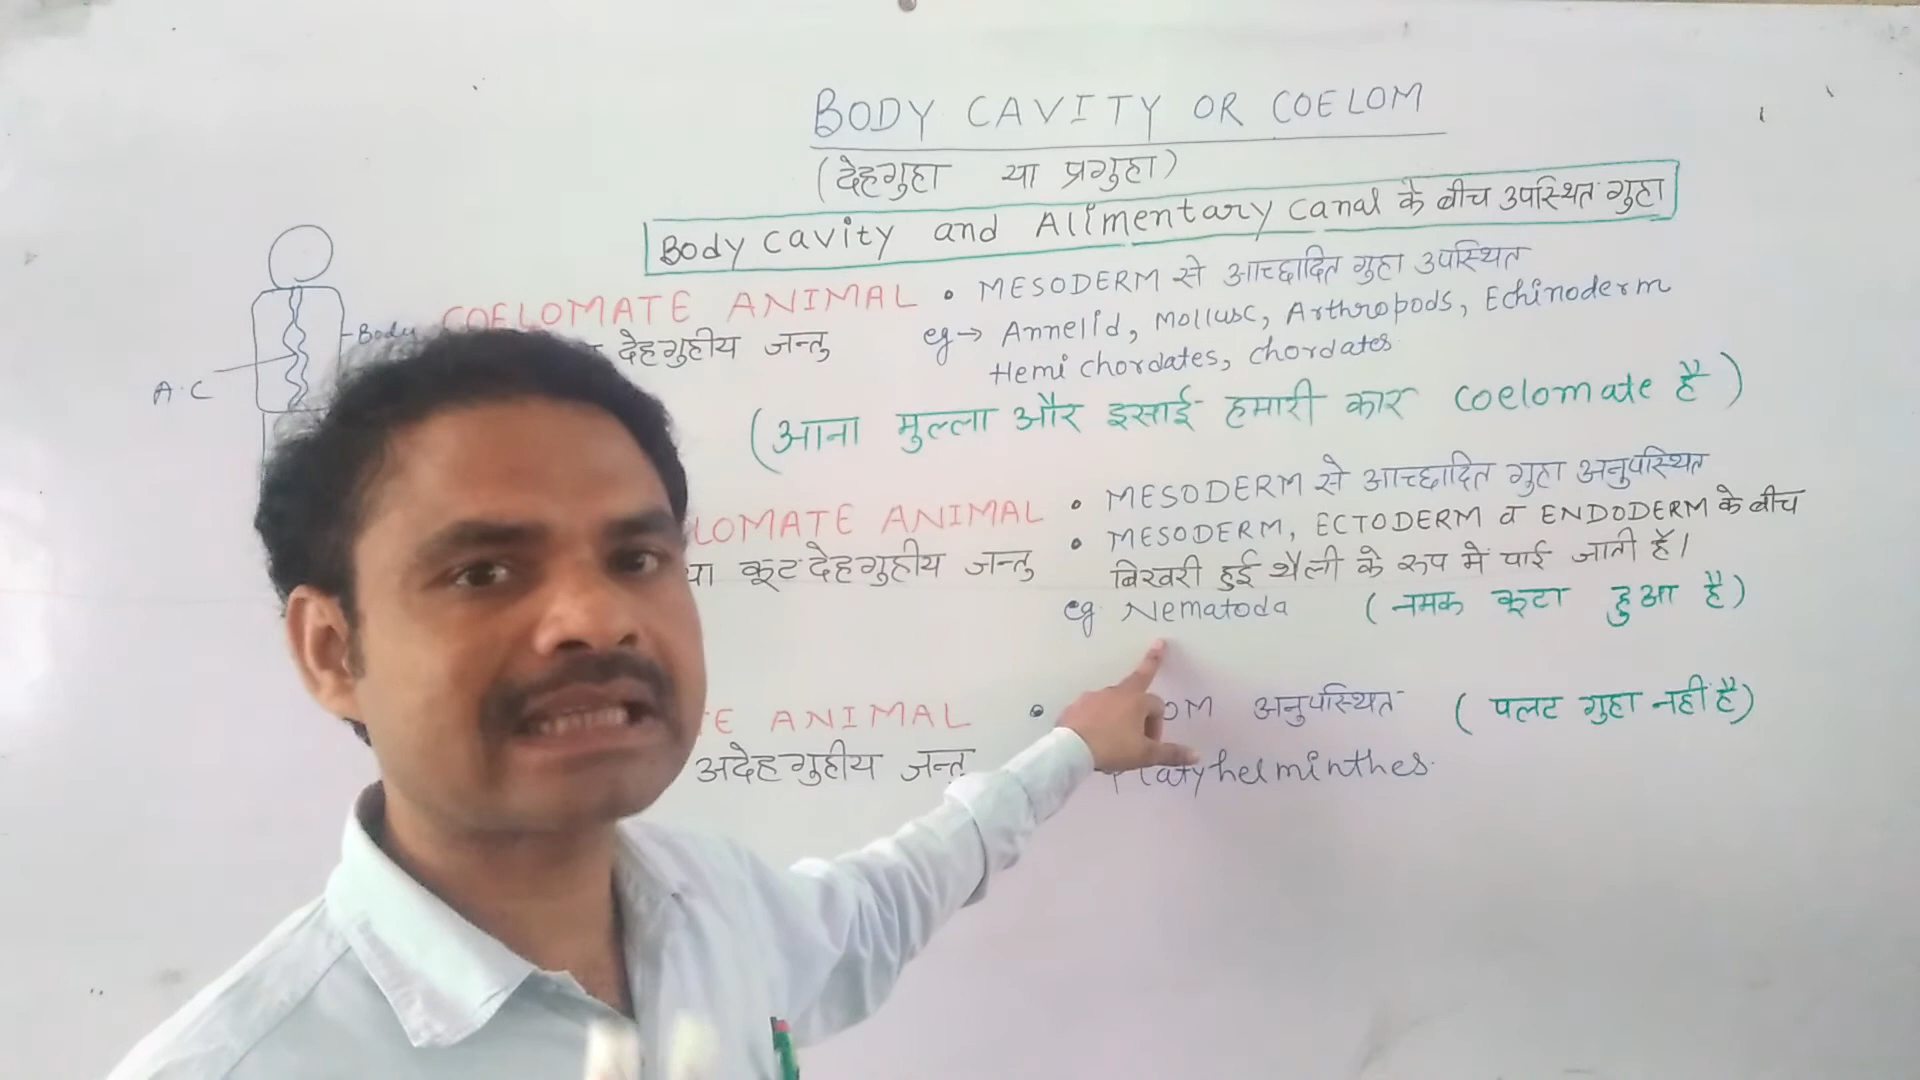 BODY CAVITY OR COELOM
(देहगुहा या प्रगुहा)
Body cavity and Alimentary canal के बीच उपस्थित गुहा
COELOMATE ANIMAL • MESODERM से आच्छादित गुहा उपस्थित
Body
देहगुहीय जन्तु
eg → Annelid, Mollusc, Arthropods, Echinoderm
Hemi chordates, chordates
A.C
(आना मुल्ला और इसाई हमारी कार coelomate है)
LOMATE ANIMAL • MESODERM से आच्छादित गुहा अनुपस्थित
• MESODERM, ECTODERM व ENDODERM के बीच
या कूटदेहगुहीय जन्तु
बिखरी हुई थैली के रूप में पाई जाती हैं।
eg Nematoda (नमक कूटा हुआ है)
TE ANIMAL • OM अनुपस्थित (पलट गुहा नहीं है)
अदेहगुहीय जन्तु
Platyhelminthes.